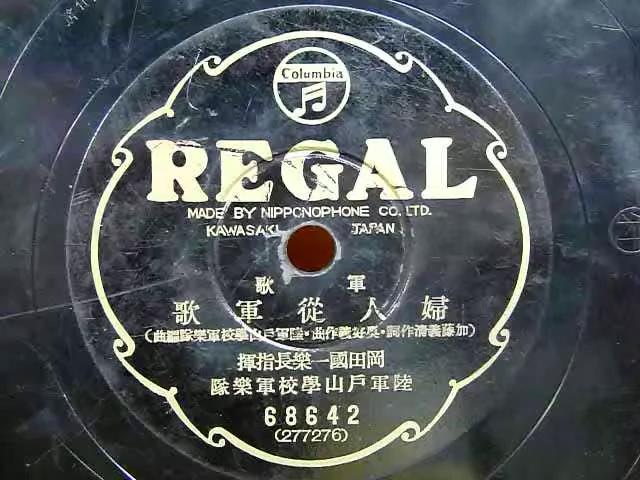 Columbia
REGAL
MADE BY NIPPONOPHONE CO. LTD.
KAWASAKI JAPAN
軍歌
婦人從軍歌
(加藤義淸作詞・奥好義作曲・陸軍戸山學校軍樂隊編曲)
岡田國一樂長指揮
陸軍戸山學校軍樂隊
68642
(277276)